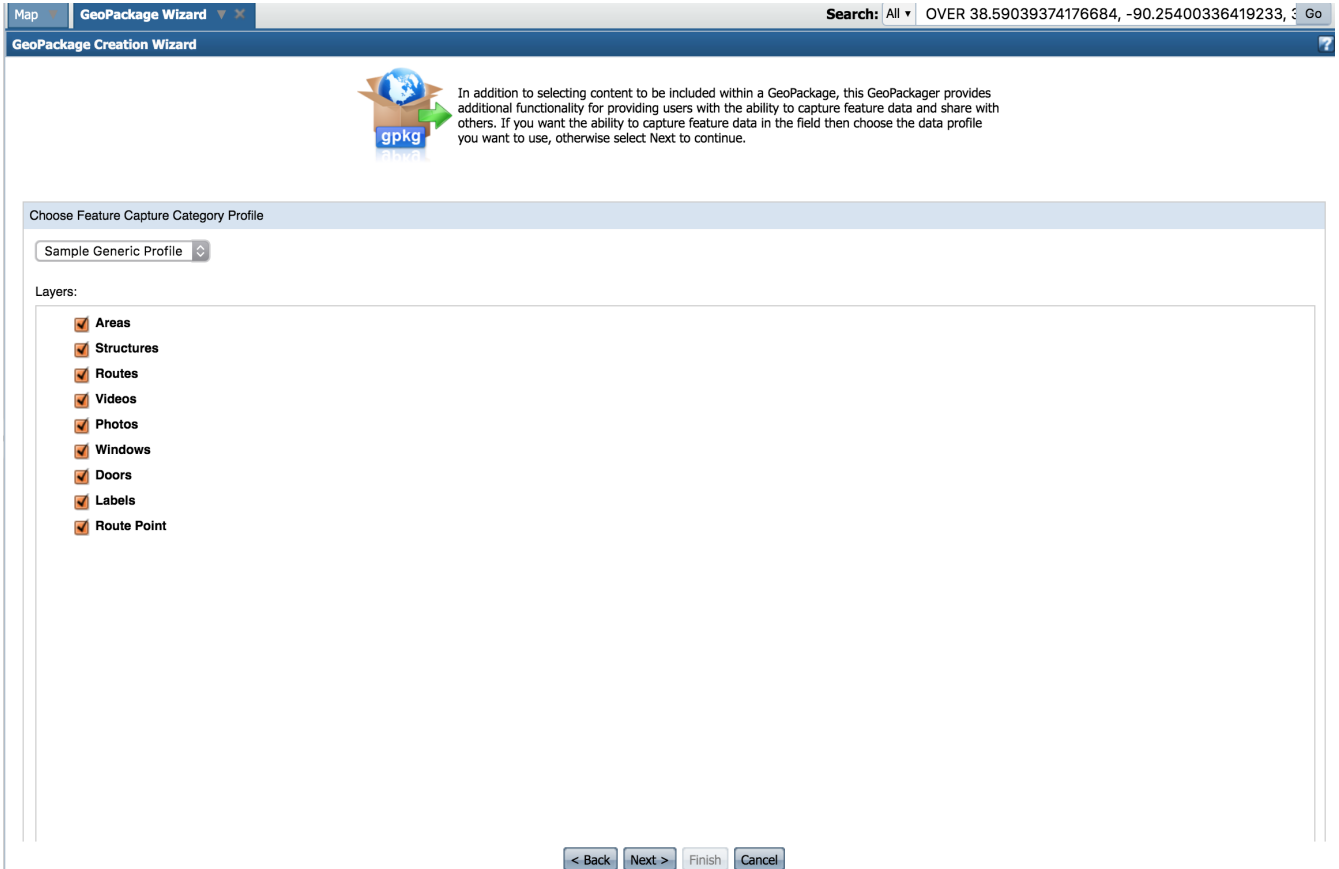 Map
GeoPackage Wizard
Search: All OVER 38.59039374176684, -90.25400336419233, Go
GeoPackage Creation Wizard
?
In addition to selecting content to be included within a GeoPackage, this GeoPackager provides
additional functionality for providing users with the ability to capture feature data and share with
others. If you want the ability to capture feature data in the field then choose the data profile
you want to use, otherwise select Next to continue.
gpkg
Choose Feature Capture Category Profile
Sample Generic Profile
Layers:
Areas
Structures
Routes
Videos
Photos
Windows
Doors
Labels
Route Point
< Back Next > Finish Cancel